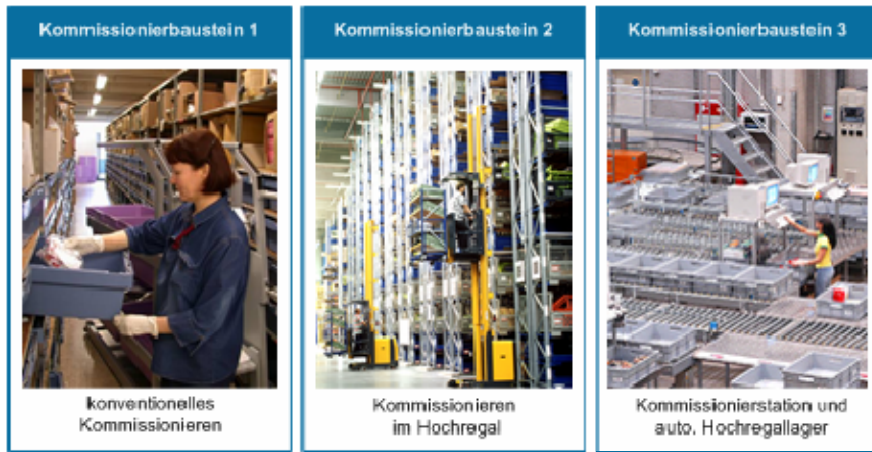 Kommissionierbaustein 1
Kommissionierbaustein 2
Kommissionierbaustein 3
konventionelles
Kommissionieren
Kommissionieren
im Hochregal
Kommissionierstation und
auto. Hochregallager